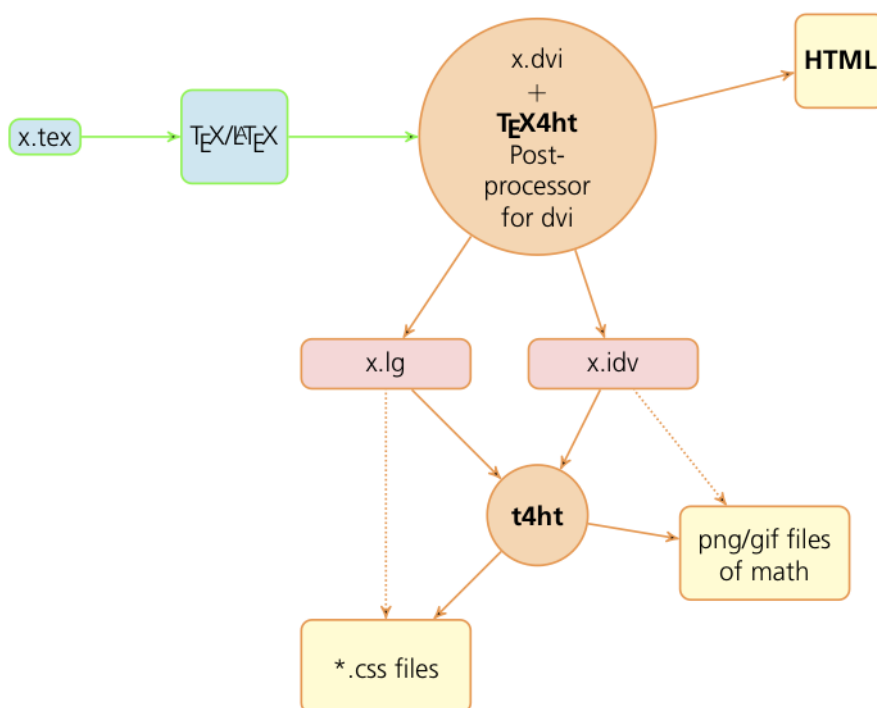 x.dvi
+
TEX4ht
Post-
processor
for dvi
HTML
x.tex
TEX/LATEX
x.lg
x.idv
t4ht
png/gif files
of math
*.css files